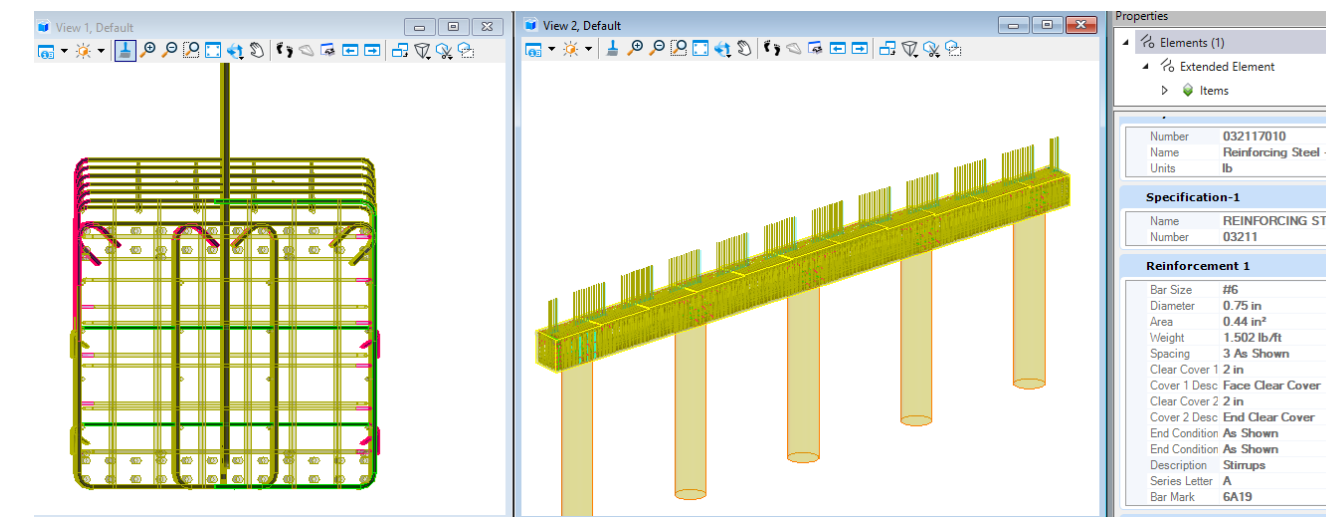 View 1, Default
View 2, Default
Properties
Elements (1)
Extended Element
Items
Number 032117010
Name Reinforcing Steel -
Units lb
Specification-1
Name REINFORCING ST
Number 03211
Reinforcement 1
Bar Size #6
Diameter 0.75 in
Area 0.44 in²
Weight 1.502 lb/ft
Spacing 3 As Shown
Clear Cover 1 2 in
Cover 1 Desc Face Clear Cover
Clear Cover 2 2 in
Cover 2 Desc End Clear Cover
End Condition As Shown
End Condition As Shown
Description Stirrups
Series Letter A
Bar Mark 6A19